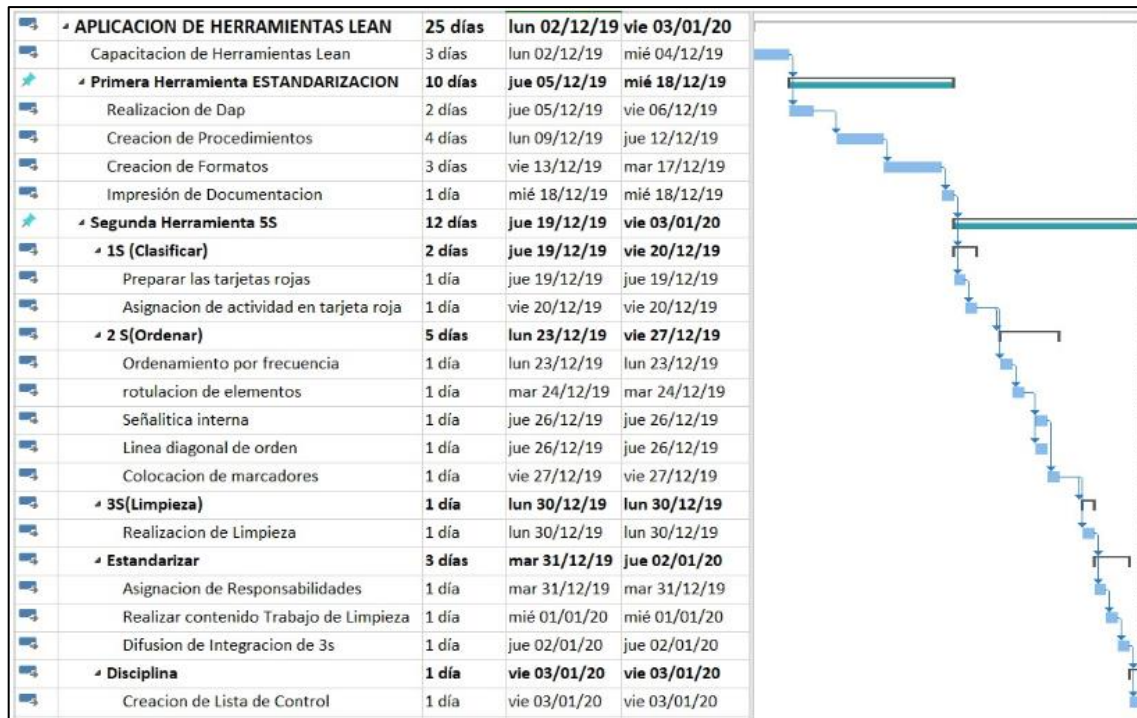 APLICACION DE HERRAMIENTAS LEAN 25 días lun 02/12/19 vie 03/01/20
Capacitacion de Herramientas Lean 3 días lun 02/12/19 mié 04/12/19
Primera Herramienta ESTANDARIZACION 10 días jue 05/12/19 mié 18/12/19
Realizacion de Dap 2 días jue 05/12/19 vie 06/12/19
Creacion de Procedimientos 4 días lun 09/12/19 jue 12/12/19
Creacion de Formatos 3 días vie 13/12/19 mar 17/12/19
Impresión de Documentacion 1 día mié 18/12/19 mié 18/12/19
Segunda Herramienta 5S 12 días jue 19/12/19 vie 03/01/20
1S (Clasificar) 2 días jue 19/12/19 vie 20/12/19
Preparar las tarjetas rojas 1 día jue 19/12/19 jue 19/12/19
Asignacion de actividad en tarjeta roja 1 día vie 20/12/19 vie 20/12/19
2 S(Ordenar) 5 días lun 23/12/19 vie 27/12/19
Ordenamiento por frecuencia 1 día lun 23/12/19 lun 23/12/19
rotulacion de elementos 1 día mar 24/12/19 mar 24/12/19
Señalitica interna 1 día jue 26/12/19 jue 26/12/19
Linea diagonal de orden 1 día jue 26/12/19 jue 26/12/19
Colocacion de marcadores 1 día vie 27/12/19 vie 27/12/19
3S(Limpieza) 1 día lun 30/12/19 lun 30/12/19
Realizacion de Limpieza 1 día lun 30/12/19 lun 30/12/19
Estandarizar 3 días mar 31/12/19 jue 02/01/20
Asignacion de Responsabilidades 1 día mar 31/12/19 mar 31/12/19
Realizar contenido Trabajo de Limpieza 1 día mié 01/01/20 mié 01/01/20
Difusion de Integracion de 3s 1 día jue 02/01/20 jue 02/01/20
Disciplina 1 día vie 03/01/20 vie 03/01/20
Creacion de Lista de Control 1 día vie 03/01/20 vie 03/01/20